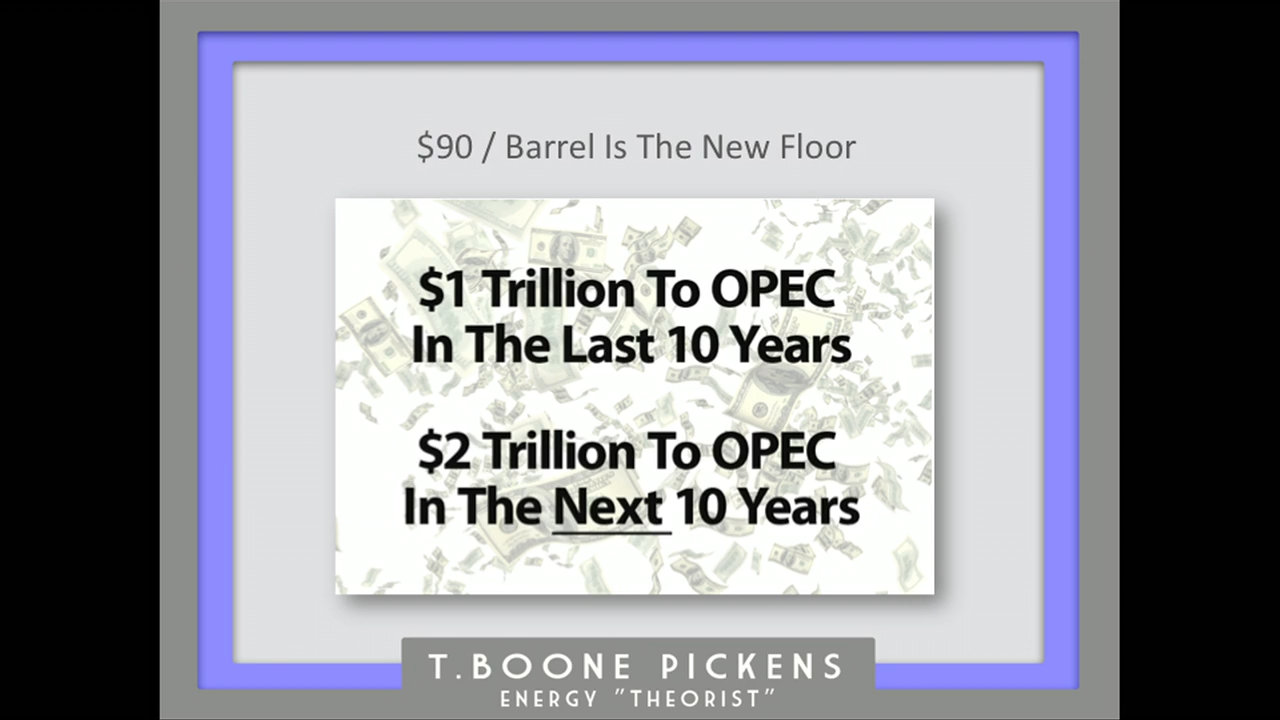 $90 / Barrel Is The New Floor
$1 Trillion To OPEC
In The Last 10 Years
$2 Trillion To OPEC
In The Next 10 Years
T.BOONE PICKENS
ENERGY "THEORIST"